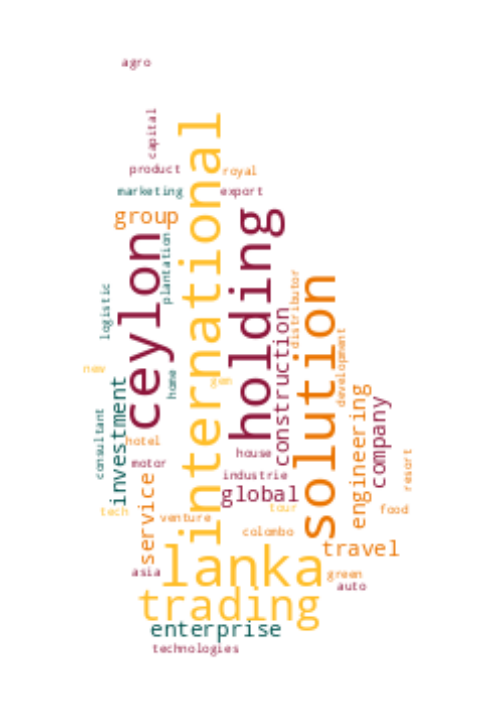 agro
capital
international
product
royal
marketing
export
group
holding
ceylon
plantation
distributor
solution
logistic
construction
development
new
home
gem
investment
engineering
company
consultant
hotel
house
resort
motor
industrie
service
global
tech
venture
tour
food
colombo
lanka
travel
asia
green
auto
trading
enterprise
technologies